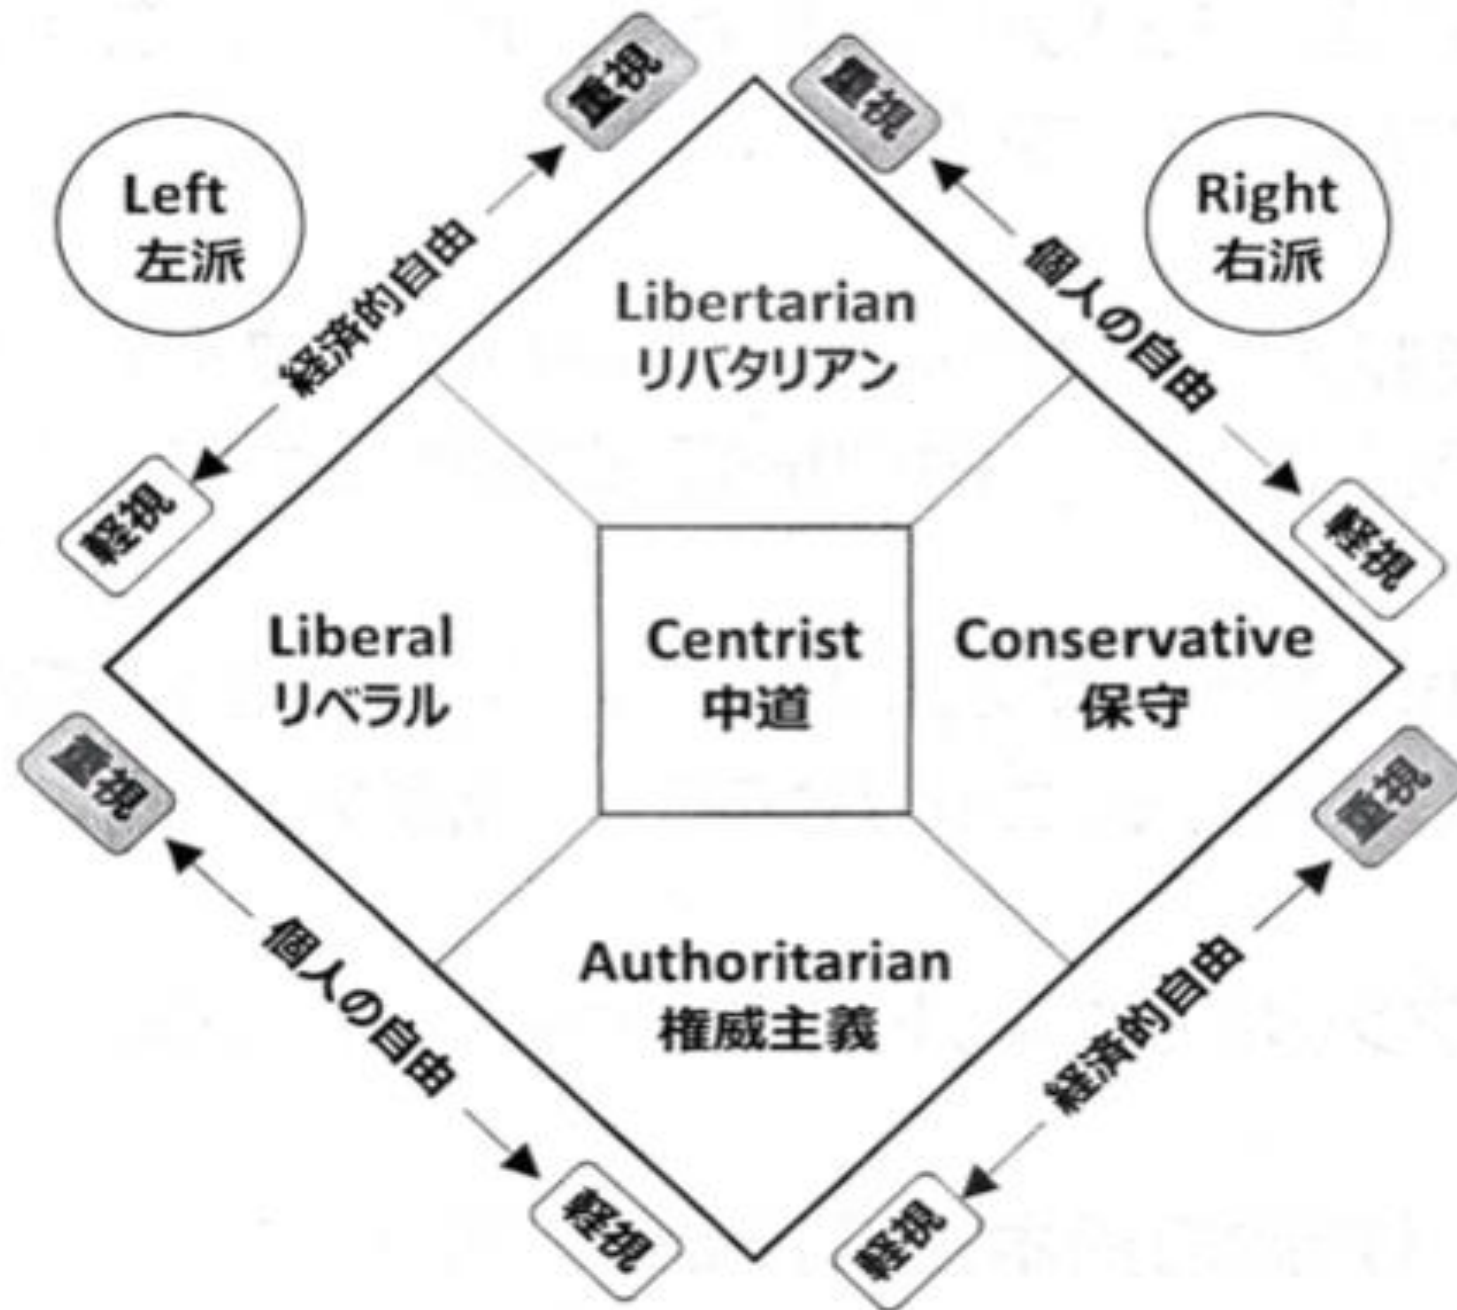 重視
重視
Left
左派
Right
右派
経済的自由
個人の自由
Libertarian
リバタリアン
軽視
軽視
Liberal
リベラル
Centrist
中道
Conservative
保守
重視
重視
個人の自由
経済的自由
Authoritarian
権威主義
軽視
軽視